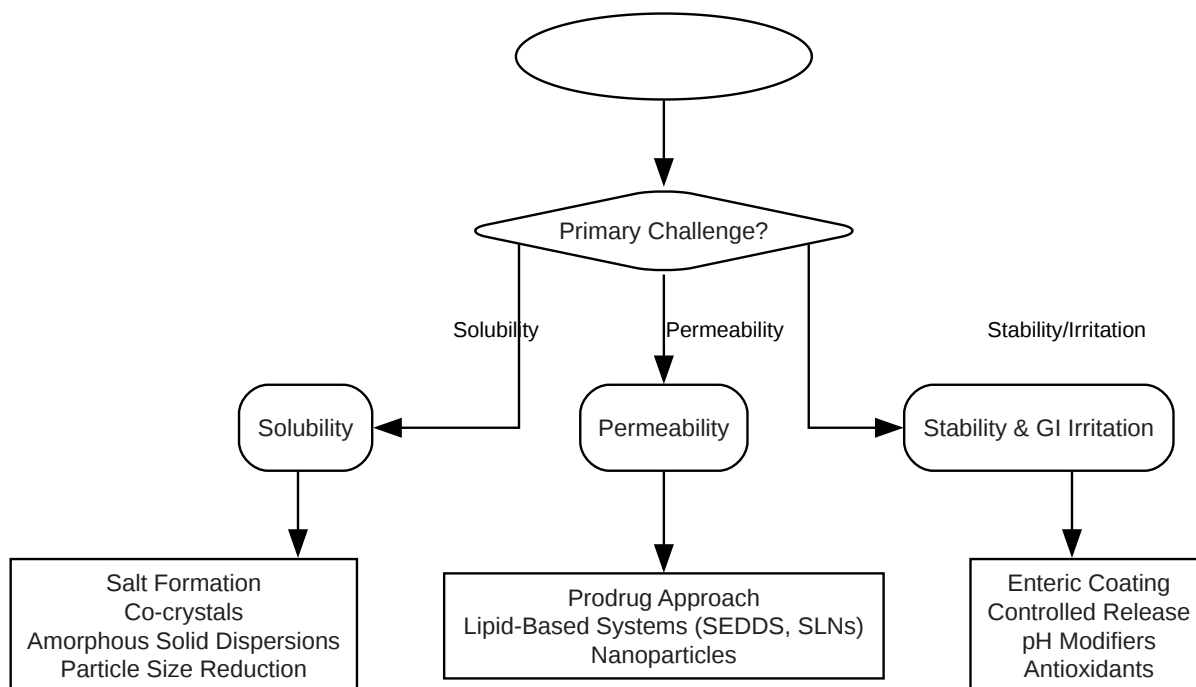 Primary Challenge?
Solubility
Permeability
Stability/Irritation
Solubility
Permeability
Stability & GI Irritation
Salt Formation
Co-crystals
Amorphous Solid Dispersions
Particle Size Reduction
Prodrug Approach
Lipid-Based Systems (SEDDS, SLNs)
Nanoparticles
Enteric Coating
Controlled Release
pH Modifiers
Antioxidants